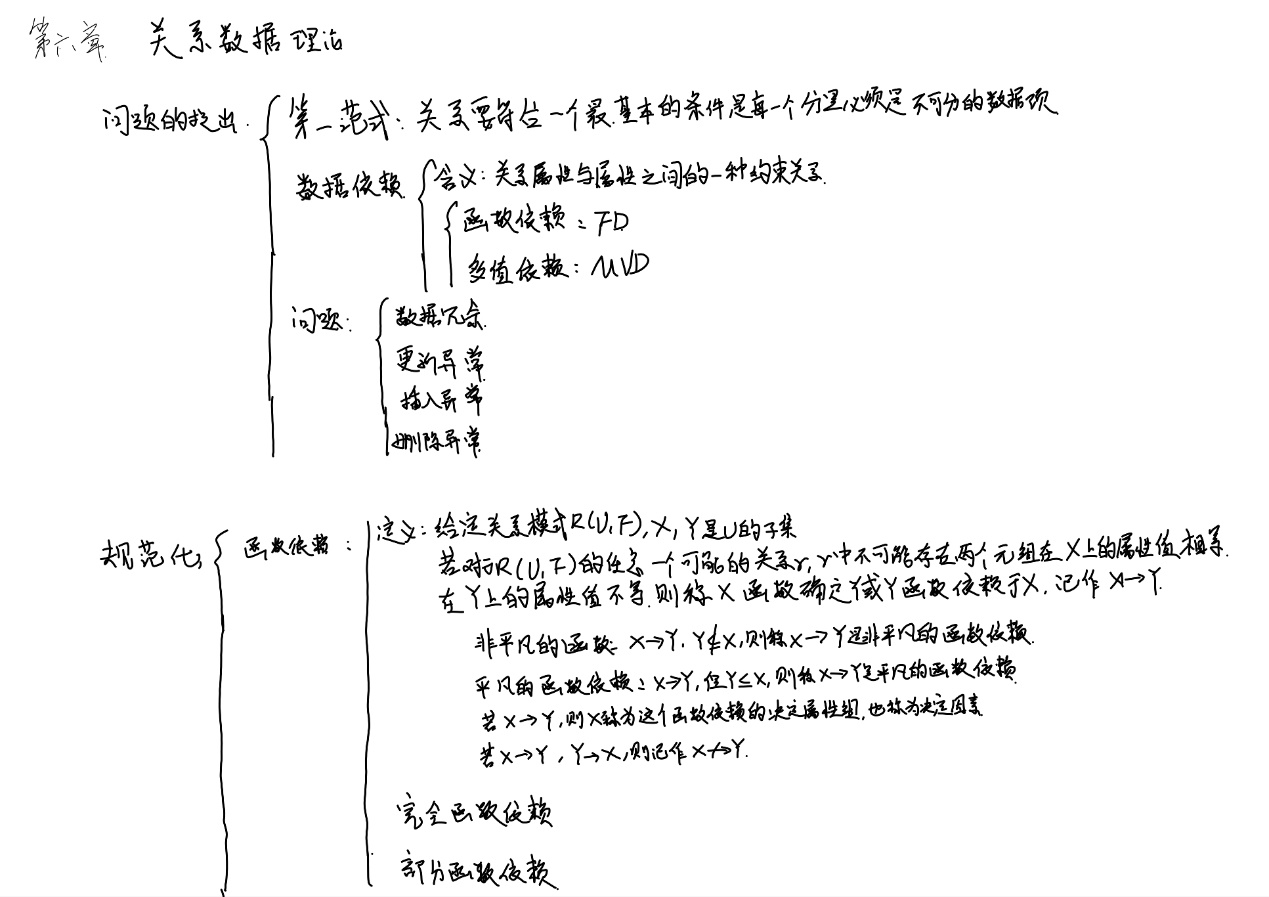 第六章 关系数据理论
问题的提出
第一范式：关系要符合一个最基本的条件是每一个分量必须是不可分的数据项
数据依赖
含义：关系属性与属性之间的一种约束关系.
函数依赖：FD
多值依赖：MVD
问题：
数据冗余.
更新异常
插入异常
删除异常
规范化
函数依赖：
定义：给定关系模式R(U,F),X,Y是U的子集
若对于R(U,F)的任意一个可能的关系r,r中不可能存在两个元组在X上的属性值相等.
在Y上的属性值不等.则称X函数确定Y或Y函数依赖于X.记作X→Y.
非平凡的函数：X→Y.Y⊈X,则称X→Y是非平凡的函数依赖.
平凡的函数依赖：X→Y,但Y⊆X,则称X→Y是平凡的函数依赖
若X→Y,则X称为这个函数依赖的决定属性组,也称为决定因素
若X→Y,Y→X,则记作X↔Y.
完全函数依赖
部分函数依赖